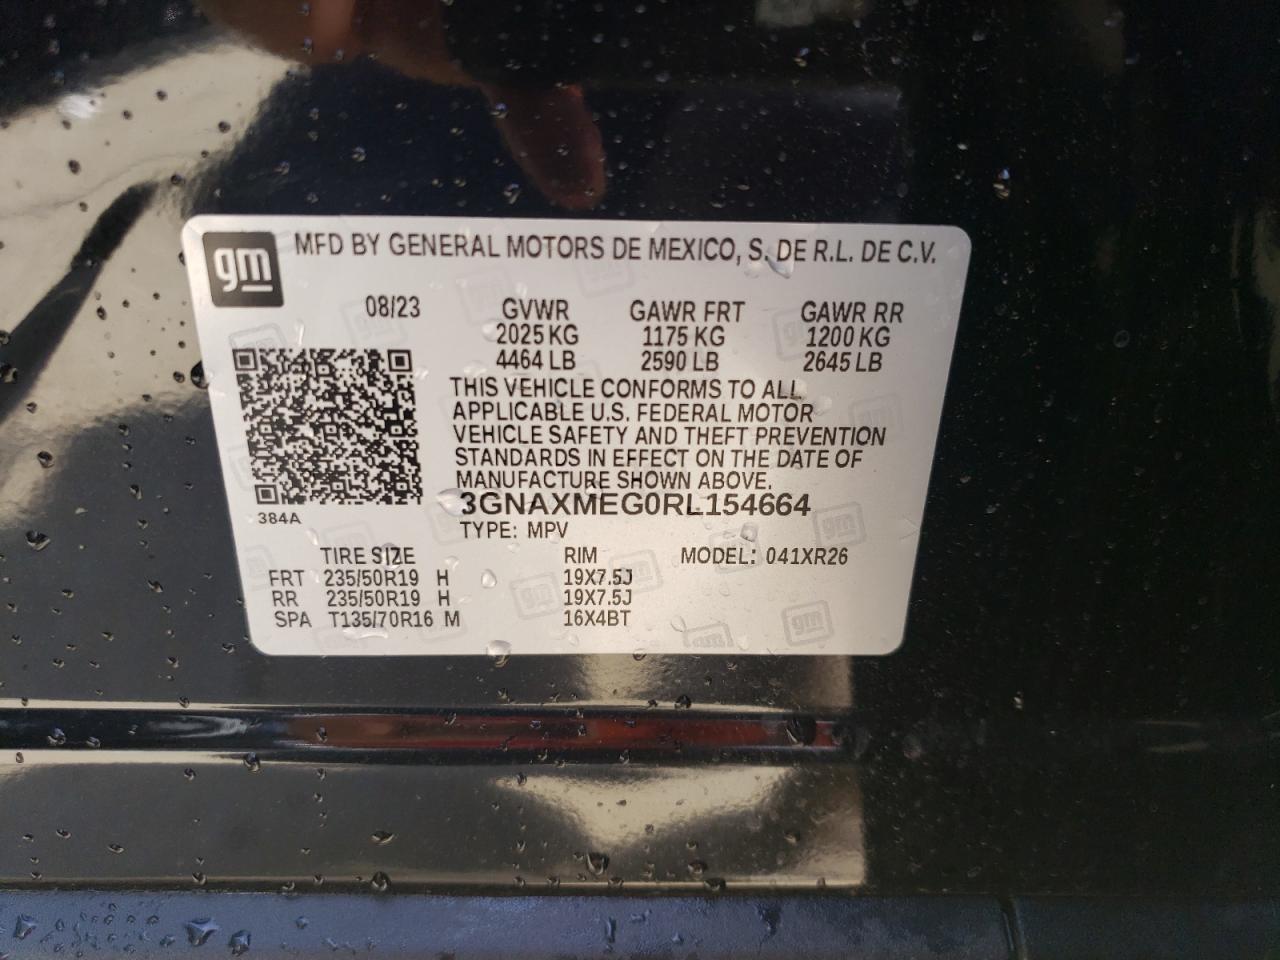 gm MFD BY GENERAL MOTORS DE MEXICO, S. DE R.L. DE C.V.
08/23 GVWR GAWR FRT GAWR RR
2025 KG 1175 KG 1200 KG
4464 LB 2590 LB 2645 LB
THIS VEHICLE CONFORMS TO ALL
APPLICABLE U.S. FEDERAL MOTOR
VEHICLE SAFETY AND THEFT PREVENTION
STANDARDS IN EFFECT ON THE DATE OF
MANUFACTURE SHOWN ABOVE.
3GNAXMEG0RL154664
384A
TYPE: MPV
TIRE SIZE RIM MODEL: 041XR26
FRT 235/50R19 H 19X7.5J
RR 235/50R19 H 19X7.5J
SPA T135/70R16 M 16X4BT